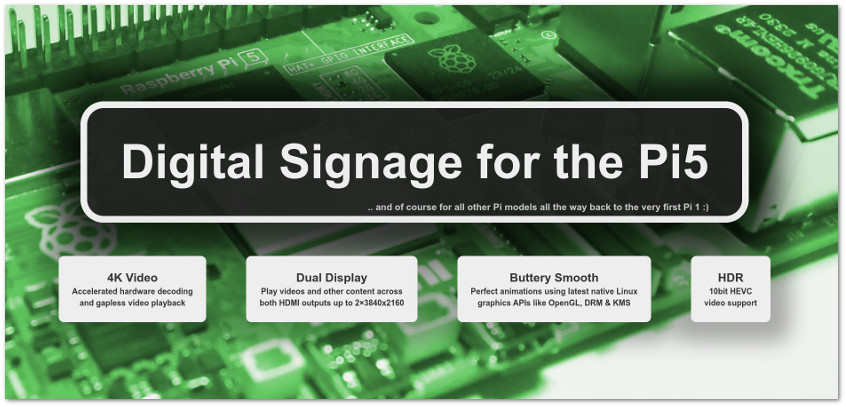 Raspberry Pi 5
HAT+ GPIO INTERFACE
23/24
2330
Digital Signage for the Pi5
.. and of course for all other Pi models all the way back to the very first Pi 1 :)
4K Video
Accelerated hardware decoding
and gapless video playback
Dual Display
Play videos and other content across
both HDMI outputs up to 2×3840x2160
Buttery Smooth
Perfect animations using latest native Linux
graphics APIs like OpenGL, DRM & KMS
HDR
10bit HEVC
video support